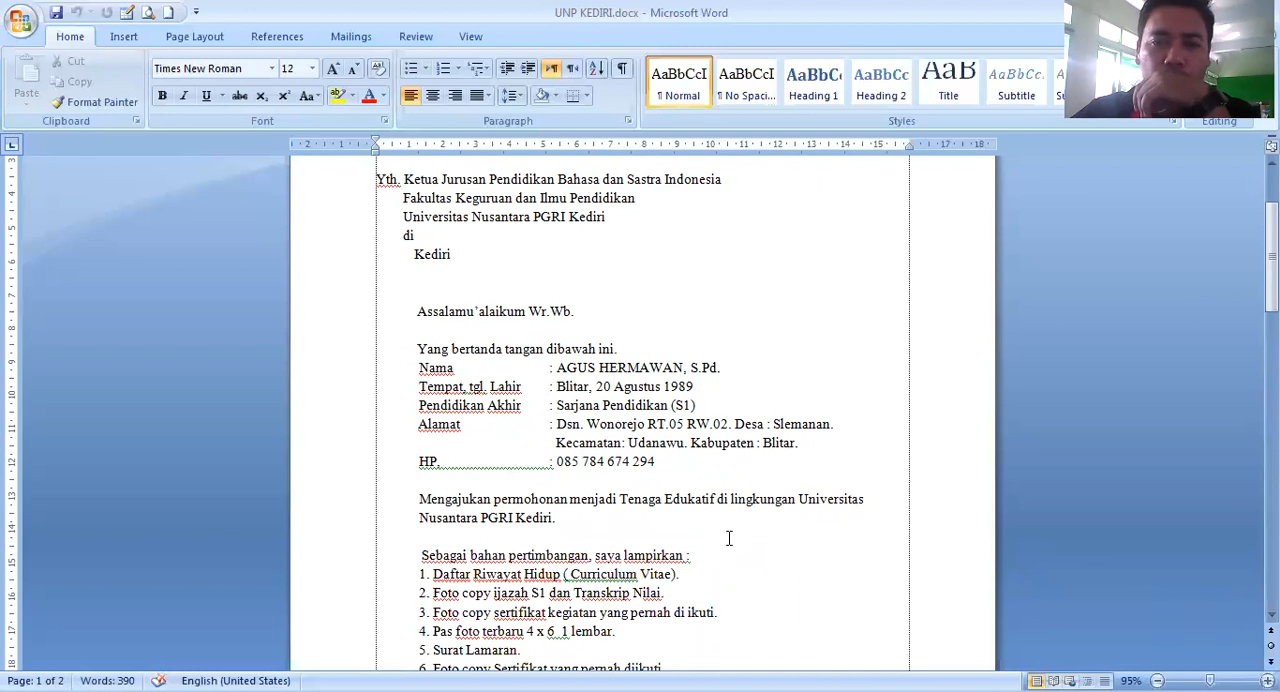 UNP KEDIRI.docx - Microsoft Word
Home Insert Page Layout References Mailings Review View
Paste Cut Copy Format Painter
Times New Roman 12
AaBbCcI AaBbCcI AaBbC AaBbCc AaB AaBbCc.
¶ Normal ¶ No Spaci... Heading 1 Heading 2 Title Subtitle
Clipboard Font Paragraph Styles Editing
Yth. Ketua Jurusan Pendidikan Bahasa dan Sastra Indonesia
Fakultas Keguruan dan Ilmu Pendidikan
Universitas Nusantara PGRI Kediri
di
Kediri
Assalamu’alaikum Wr.Wb.
Yang bertanda tangan dibawah ini.
Nama : AGUS HERMAWAN, S.Pd.
Tempat, tgl. Lahir : Blitar, 20 Agustus 1989
Pendidikan Akhir : Sarjana Pendidikan (S1)
Alamat : Dsn. Wonorejo RT.05 RW.02. Desa : Slemanan.
Kecamatan: Udanawu. Kabupaten : Blitar.
HP. : 085 784 674 294
Mengajukan permohonan menjadi Tenaga Edukatif di lingkungan Universitas
Nusantara PGRI Kediri.
Sebagai bahan pertimbangan, saya lampirkan :
1. Daftar Riwayat Hidup ( Curriculum Vitae).
2. Foto copy ijazah S1 dan Transkrip Nilai.
3. Foto copy sertifikat kegiatan yang pernah di ikuti.
4. Pas foto terbaru 4 x 6 1 lembar.
5. Surat Lamaran.
6. Foto copy Sertifikat yang pernah diikuti
Page: 1 of 2 Words: 390 English (United States) 95%